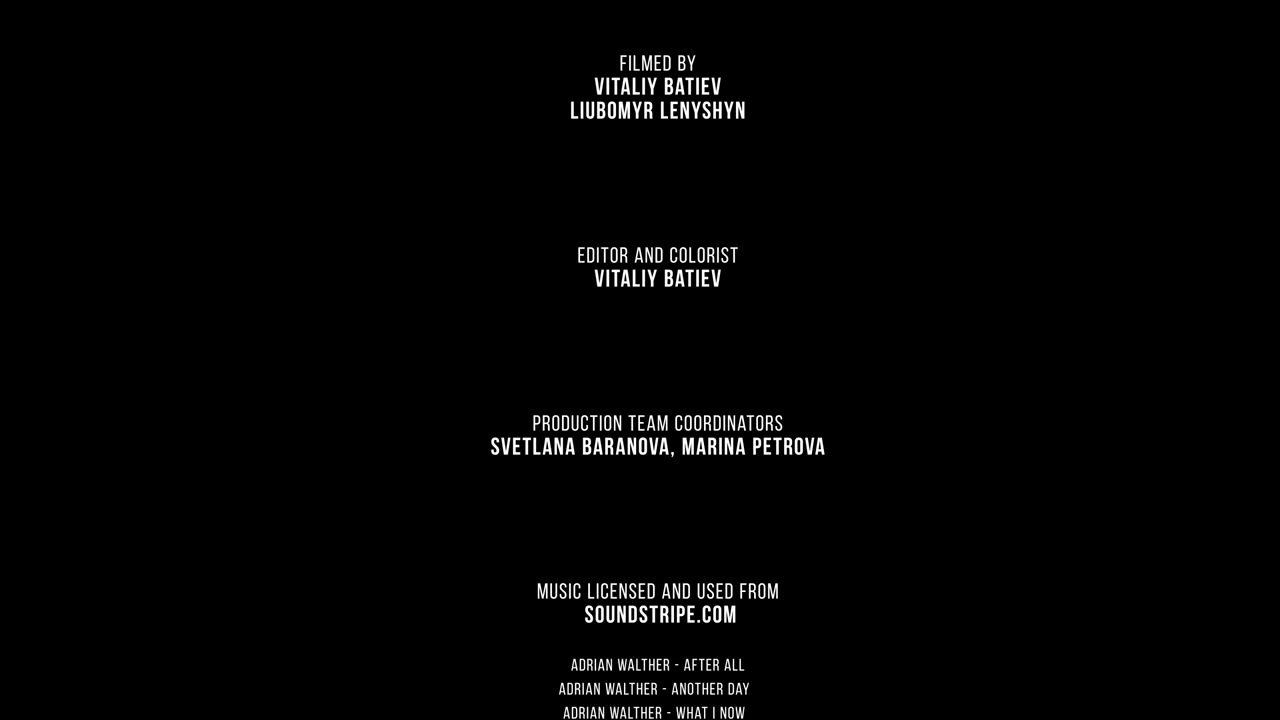 FILMED BY
VITALIY BATIEV
LIUBOMYR LENYSHYN
EDITOR AND COLORIST
VITALIY BATIEV
PRODUCTION TEAM COORDINATORS
SVETLANA BARANOVA, MARINA PETROVA
MUSIC LICENSED AND USED FROM
SOUNDSTRIPE.COM
ADRIAN WALTHER - AFTER ALL
ADRIAN WALTHER - ANOTHER DAY
ADRIAN WALTHER - WHAT I NOW